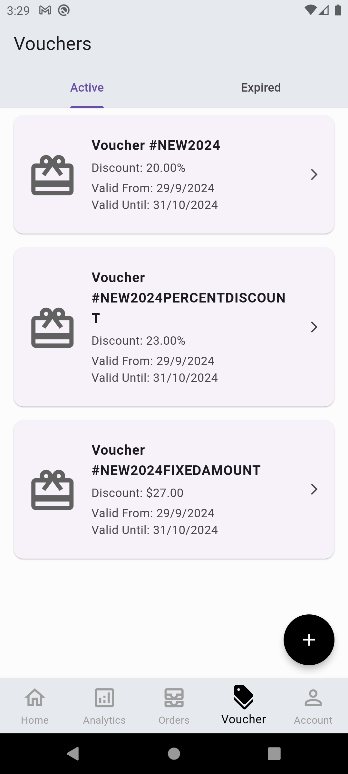 3:29
Vouchers
Active
Expired
Voucher #NEW2024
Discount: 20.00%
Valid From: 29/9/2024
Valid Until: 31/10/2024
Voucher
#NEW2024PERCENTDISCOUN
T
Discount: 23.00%
Valid From: 29/9/2024
Valid Until: 31/10/2024
Voucher
#NEW2024FIXEDAMOUNT
Discount: $27.00
Valid From: 29/9/2024
Valid Until: 31/10/2024
Home
Analytics
Orders
Voucher
Account